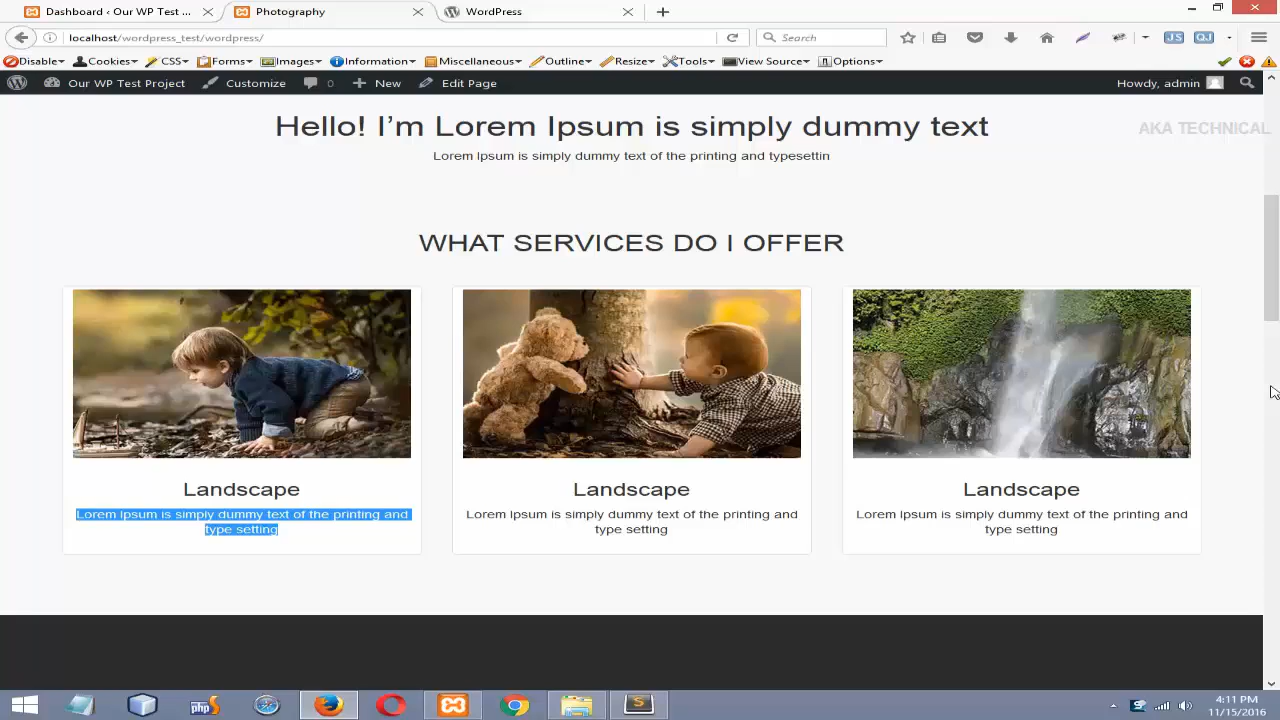 Dashboard ‹ Our WP Test ...
Photography
WordPress
localhost/wordpress_test/wordpress/
Search
Disable
Cookies
CSS
Forms
Images
Information
Miscellaneous
Outline
Resize
Tools
View Source
Options
Our WP Test Project
Customize
0
New
Edit Page
Howdy, admin
AKA TECHNICAL
Hello! I’m Lorem Ipsum is simply dummy text
Lorem Ipsum is simply dummy text of the printing and typesettin
WHAT SERVICES DO I OFFER
Landscape
Lorem Ipsum is simply dummy text of the printing and
type setting
Landscape
Lorem Ipsum is simply dummy text of the printing and
type setting
Landscape
Lorem Ipsum is simply dummy text of the printing and
type setting
php
4:11 PM
11/15/2016